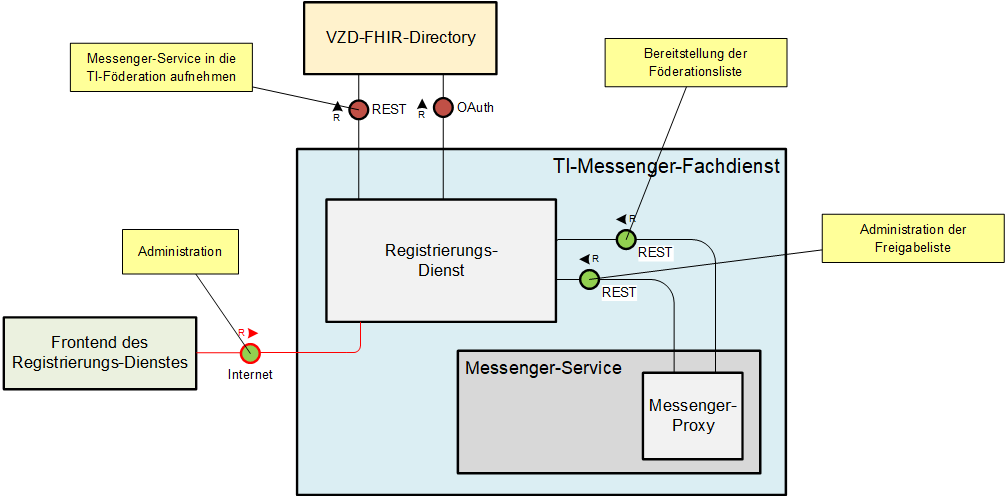 VZD-FHIR-Directory
Messenger-Service in die
TI-Föderation aufnehmen
Bereitstellung der
Föderationsliste
R
REST
R
OAuth
TI-Messenger-Fachdienst
Registrierungs-
Dienst
R
REST
Administration der
Freigabeliste
R
REST
Administration
Frontend des
Registrierungs-Dienstes
R
Internet
Messenger-Service
Messenger-
Proxy